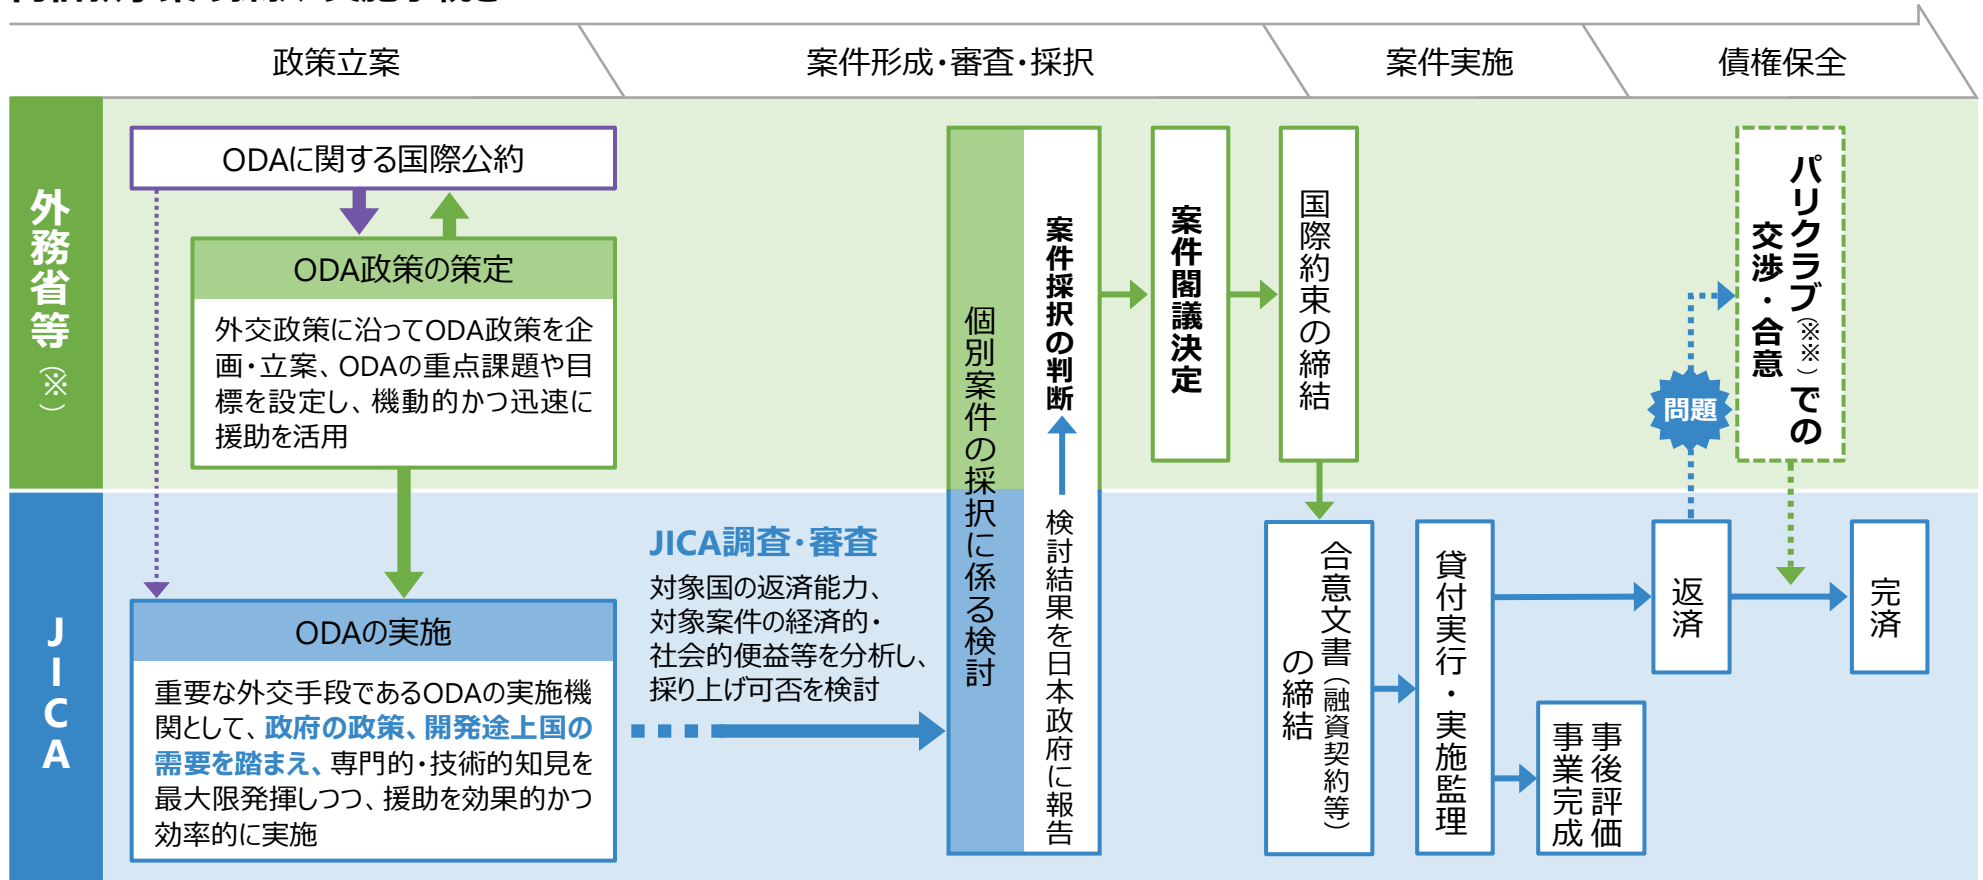 政策立案
案件形成・審査・採択
案件実施
債権保全
外務省等
（※）
ODAに関する国際公約
ODA政策の策定
外交政策に沿ってODA政策を企
画・立案、ODAの重点課題や目
標を設定し、機動的かつ迅速に
援助を活用
JICA
ODAの実施
重要な外交手段であるODAの実施機
関として、政府の政策、開発途上国の
需要を踏まえ、専門的・技術的知見を
最大限発揮しつつ、援助を効果的かつ
効率的に実施
JICA調査・審査
対象国の返済能力、
対象案件の経済的・
社会的便益等を分析し、
採り上げ可否を検討
個別案件の採択に係る検討
案件採択の判断
検討結果を日本政府に報告
案件閣議決定
国際約束の締結
合意文書（融資契約等）
の締結
貸付実行・実施監理
事後評価
事業完成
返済
問題
パリクラブ（※※）での
交渉・合意
完済